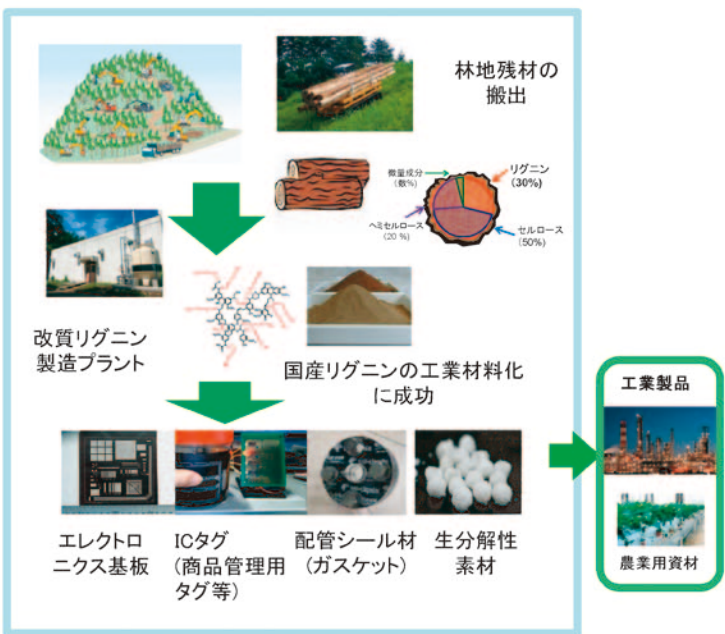 林地残材の
搬出
微量成分
(数%)
リグニン
(30%)
ヘミセルロース
(20 %)
セルロース
(50%)
改質リグニン
製造プラント
国産リグニンの工業材料化
に成功
エレクトロ
ニクス基板
ICタグ
(商品管理用
タグ等)
配管シール材
(ガスケット)
生分解性
素材
工業製品
農業用資材